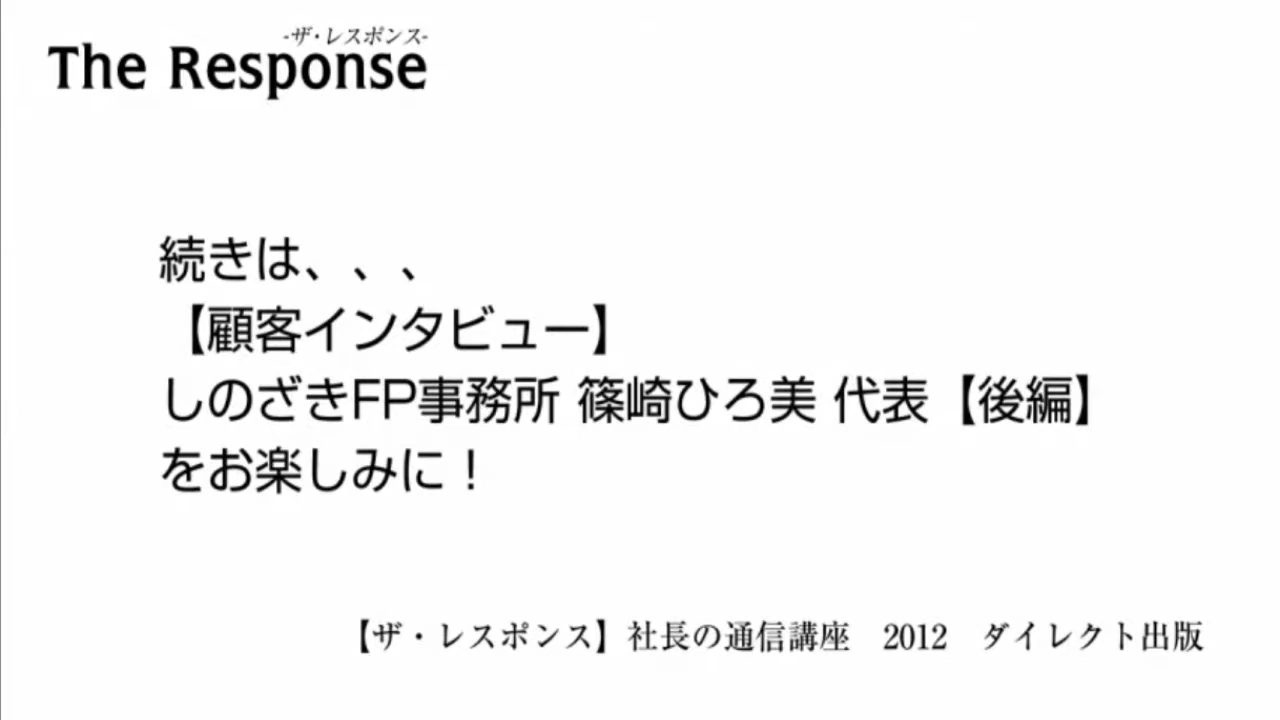 -ザ・レスポンス-
The Response
続きは、、、
【顧客インタビュー】
しのざきFP事務所 篠崎ひろ美 代表【後編】
をお楽しみに！
【ザ・レスポンス】社長の通信講座　2012　ダイレクト出版